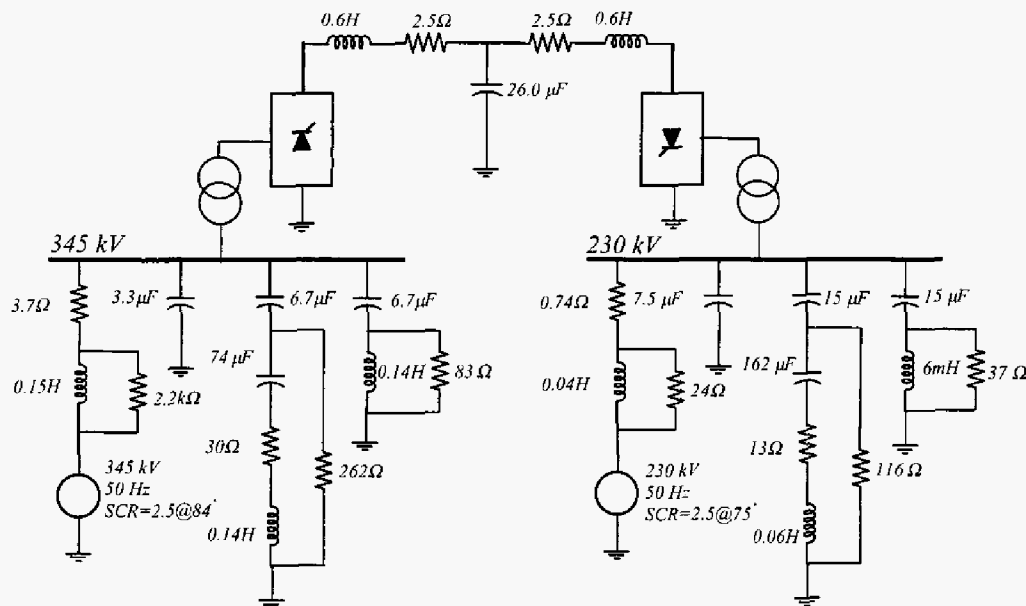 0.6H 2.5Ω 2.5Ω 0.6H
26.0 μF
345 kV
230 kV
3.7Ω
3.3μF
6.7μF
6.7μF
74 μF
0.15H
2.2kΩ
0.14H
83 Ω
30Ω
262Ω
0.14H
345 kV
50 Hz
SCR=2.5@84°
0.74Ω
7.5 μF
15 μF
15 μF
162 μF
0.04H
24Ω
6mH
37 Ω
13Ω
116Ω
0.06H
230 kV
50 Hz
SCR=2.5@75°